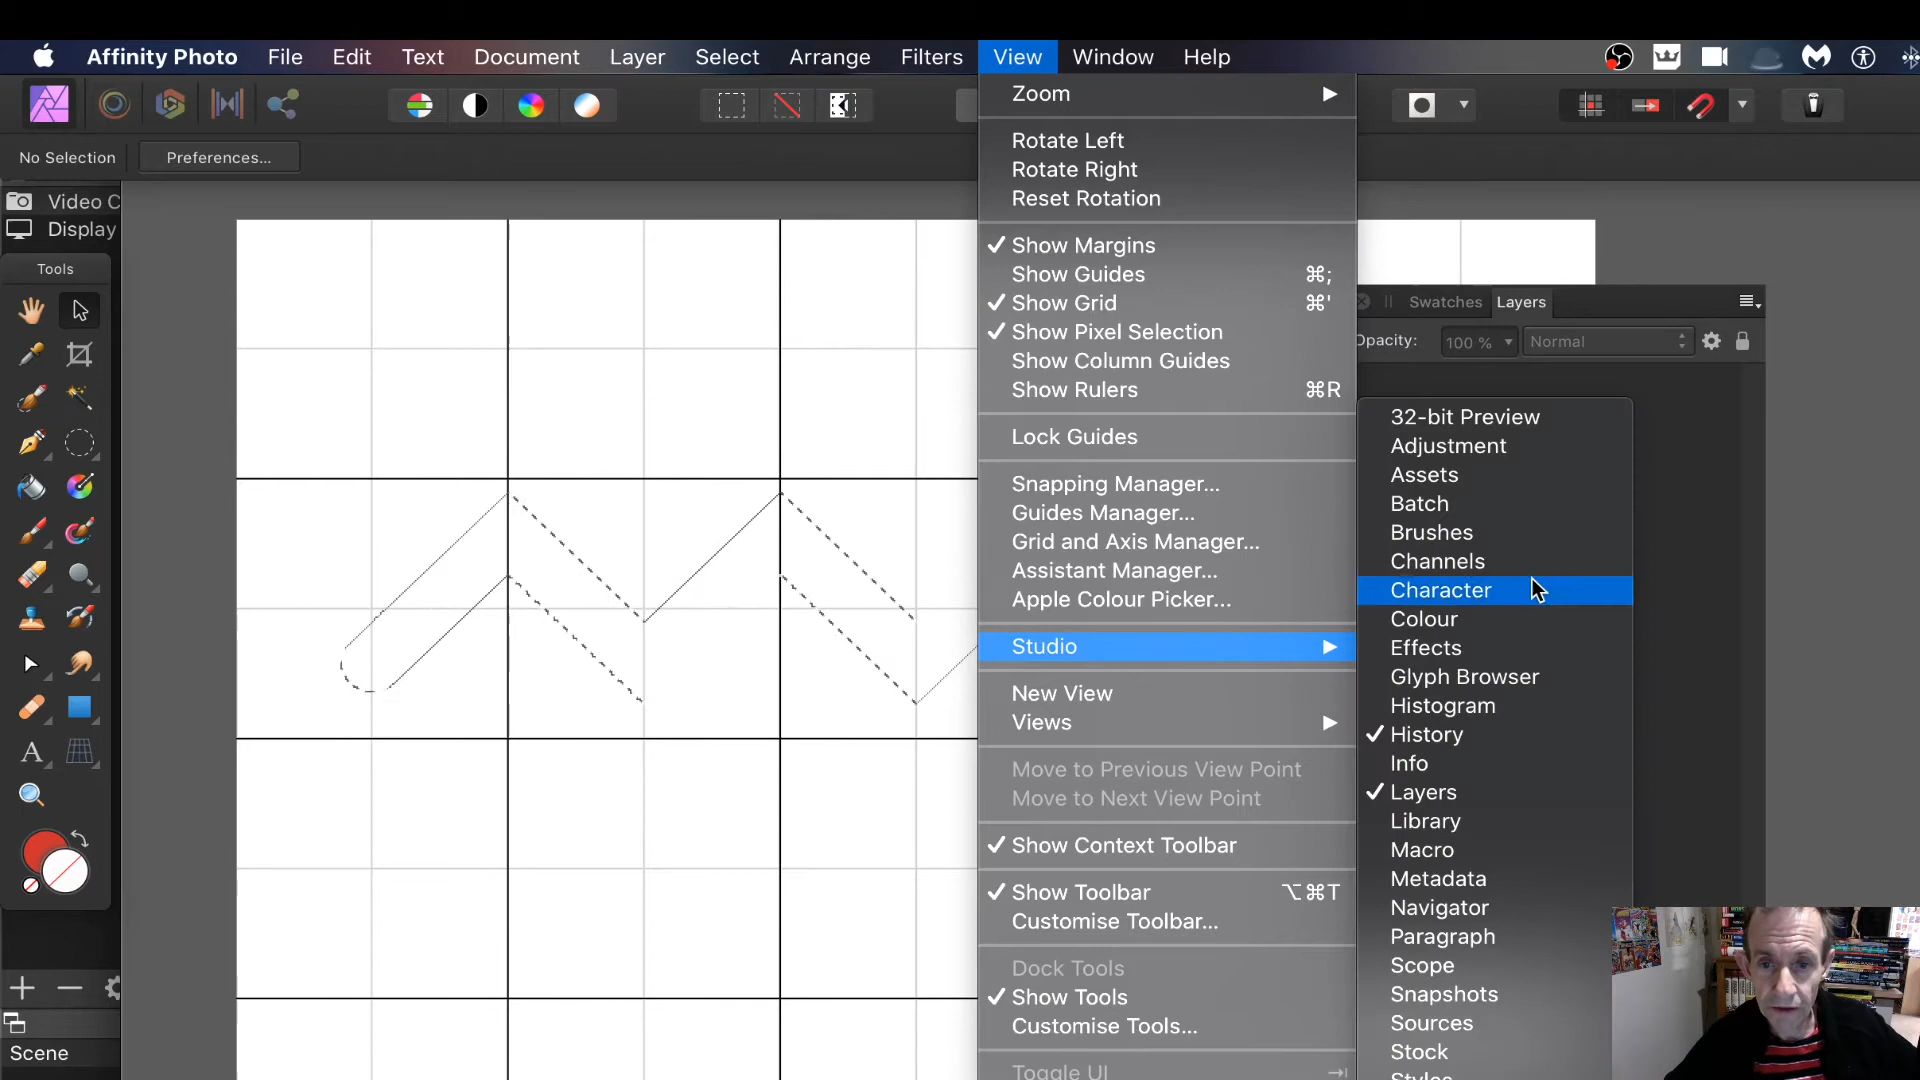 Affinity Photo File Edit Text Document Layer Select Arrange Filters View Window Help
No Selection Preferences...
Video C
Display
Tools
Zoom
Rotate Left
Rotate Right
Reset Rotation
Show Margins
Show Guides ⌘;
Show Grid ⌘'
Show Pixel Selection
Show Column Guides
Show Rulers ⌘R
Lock Guides
Snapping Manager...
Guides Manager...
Grid and Axis Manager...
Assistant Manager...
Apple Colour Picker...
Studio
New View
Views
Move to Previous View Point
Move to Next View Point
Show Context Toolbar
Show Toolbar ⌥⌘T
Customise Toolbar...
Dock Tools
Show Tools
Customise Tools...
Toggle UI
Swatches Layers
Opacity: 100 % Normal
32-bit Preview
Adjustment
Assets
Batch
Brushes
Channels
Character
Colour
Effects
Glyph Browser
Histogram
History
Info
Layers
Library
Macro
Metadata
Navigator
Paragraph
Scope
Snapshots
Sources
Stock
Styles
Scene